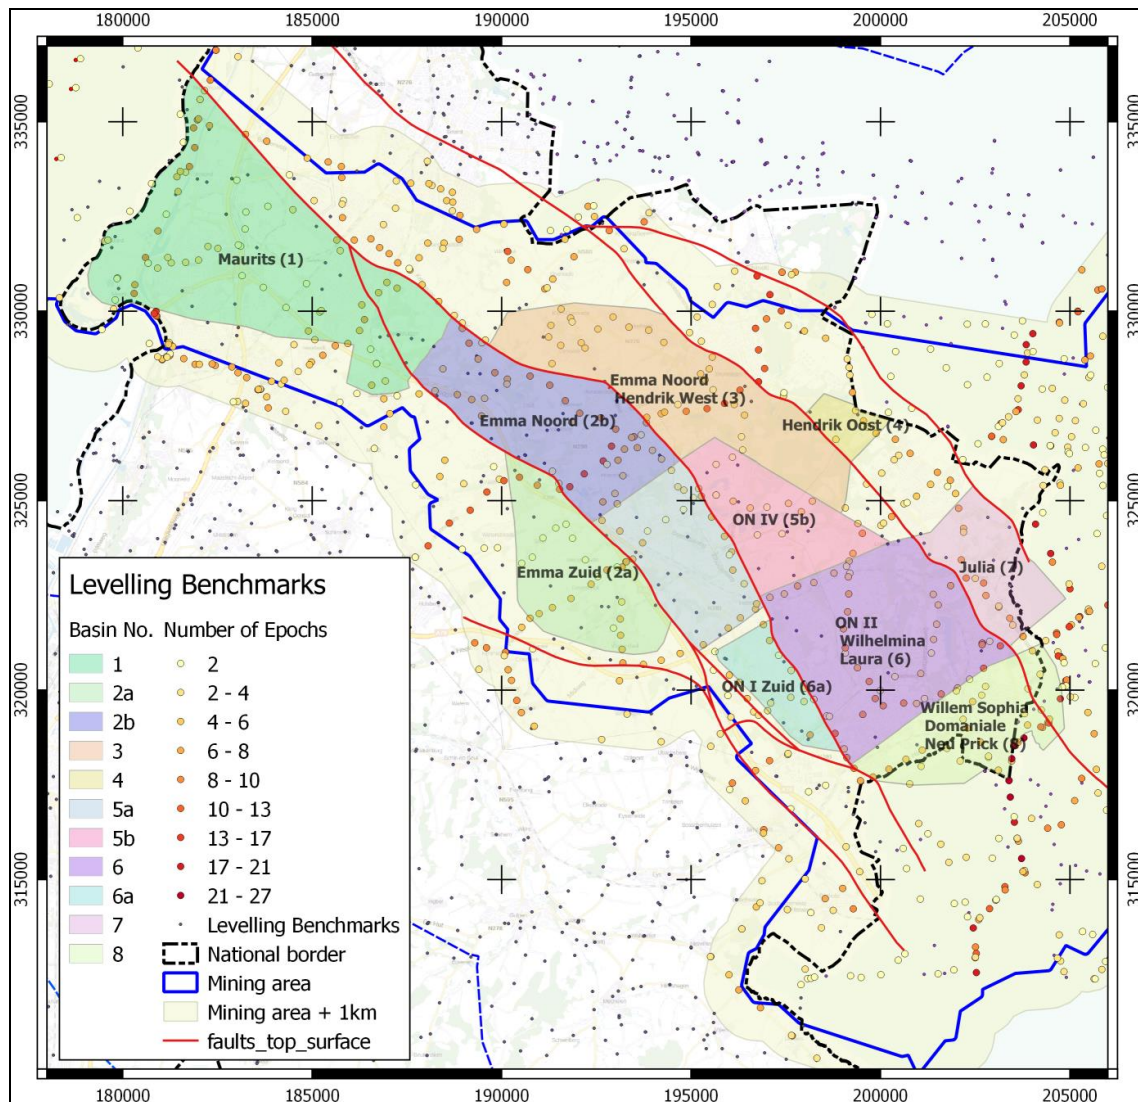 180000 185000 190000 195000 200000 205000
335000
335000
Maurits (1)
330000
330000
Emma Noord
Hendrik West (3)
Emma Noord (2b)
Hendrik Oost (4)
325000
325000
ON IV (5b)
Emma Zuid (2a)
Julia (7)
ON II
Wilhelmina
Laura (6)
320000
320000
ON I Zuid (6a)
Willem Sophia
Domaniale
Neu Prick (8)
315000
315000
Levelling Benchmarks
Basin No. Number of Epochs
1 2
2a 2 - 4
2b 4 - 6
3 6 - 8
4 8 - 10
5a 10 - 13
5b 13 - 17
6 17 - 21
6a 21 - 27
7 Levelling Benchmarks
8 National border
Mining area
Mining area + 1km
faults_top_surface
180000 185000 190000 195000 200000 205000